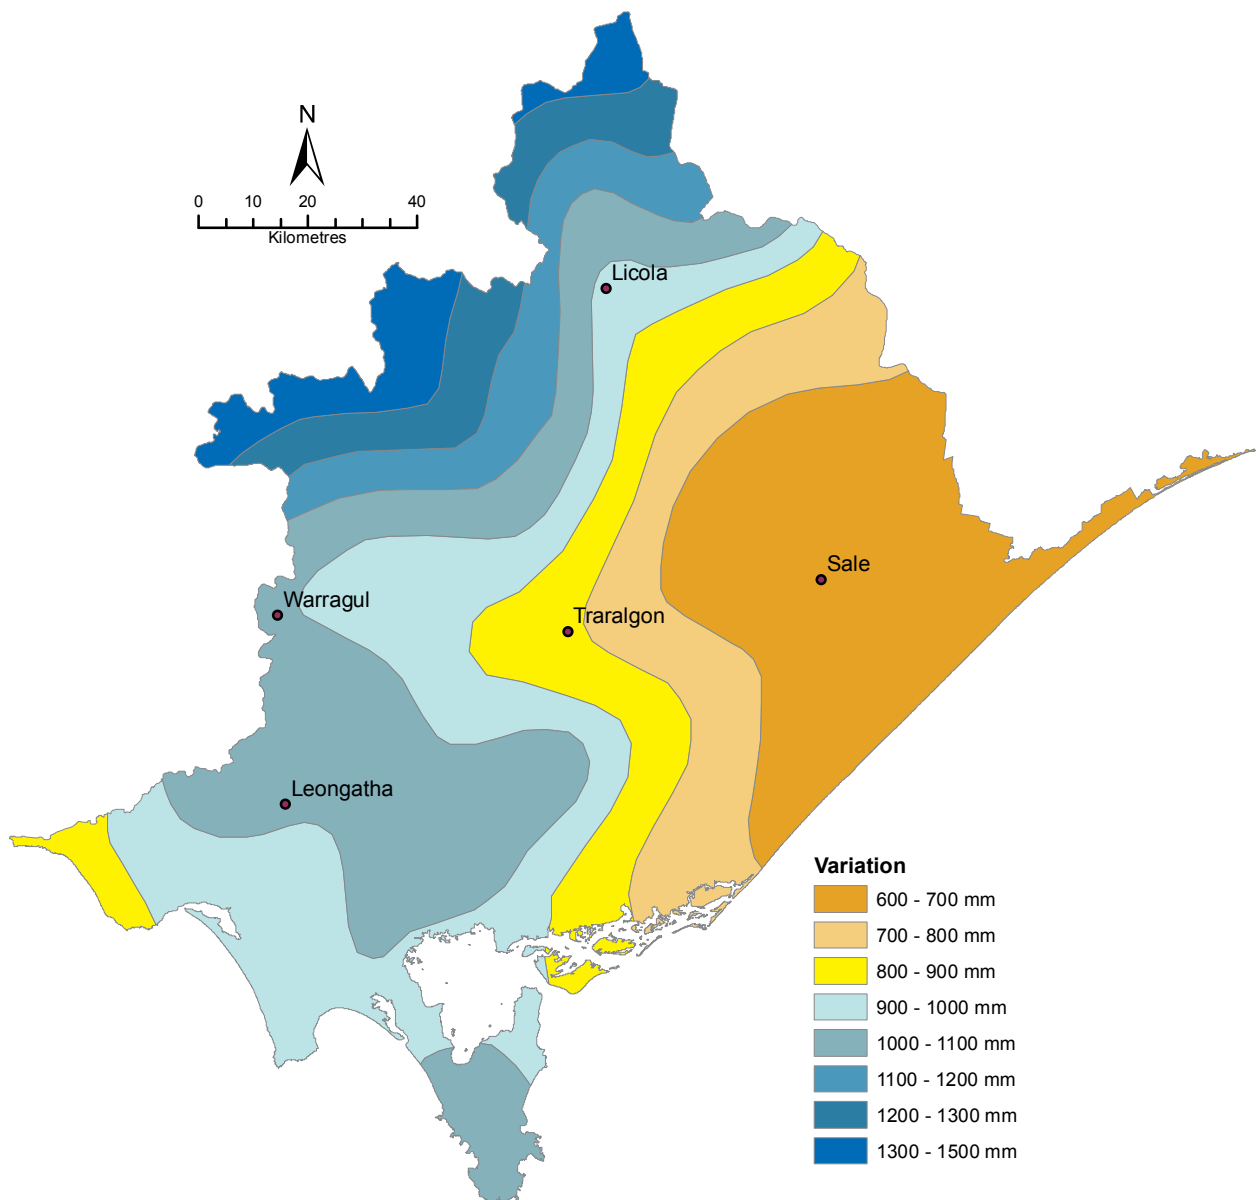 N
0 10 20 40
Kilometres
Licola
Sale
Warragul
Traralgon
Leongatha
Variation
600 - 700 mm
700 - 800 mm
800 - 900 mm
900 - 1000 mm
1000 - 1100 mm
1100 - 1200 mm
1200 - 1300 mm
1300 - 1500 mm